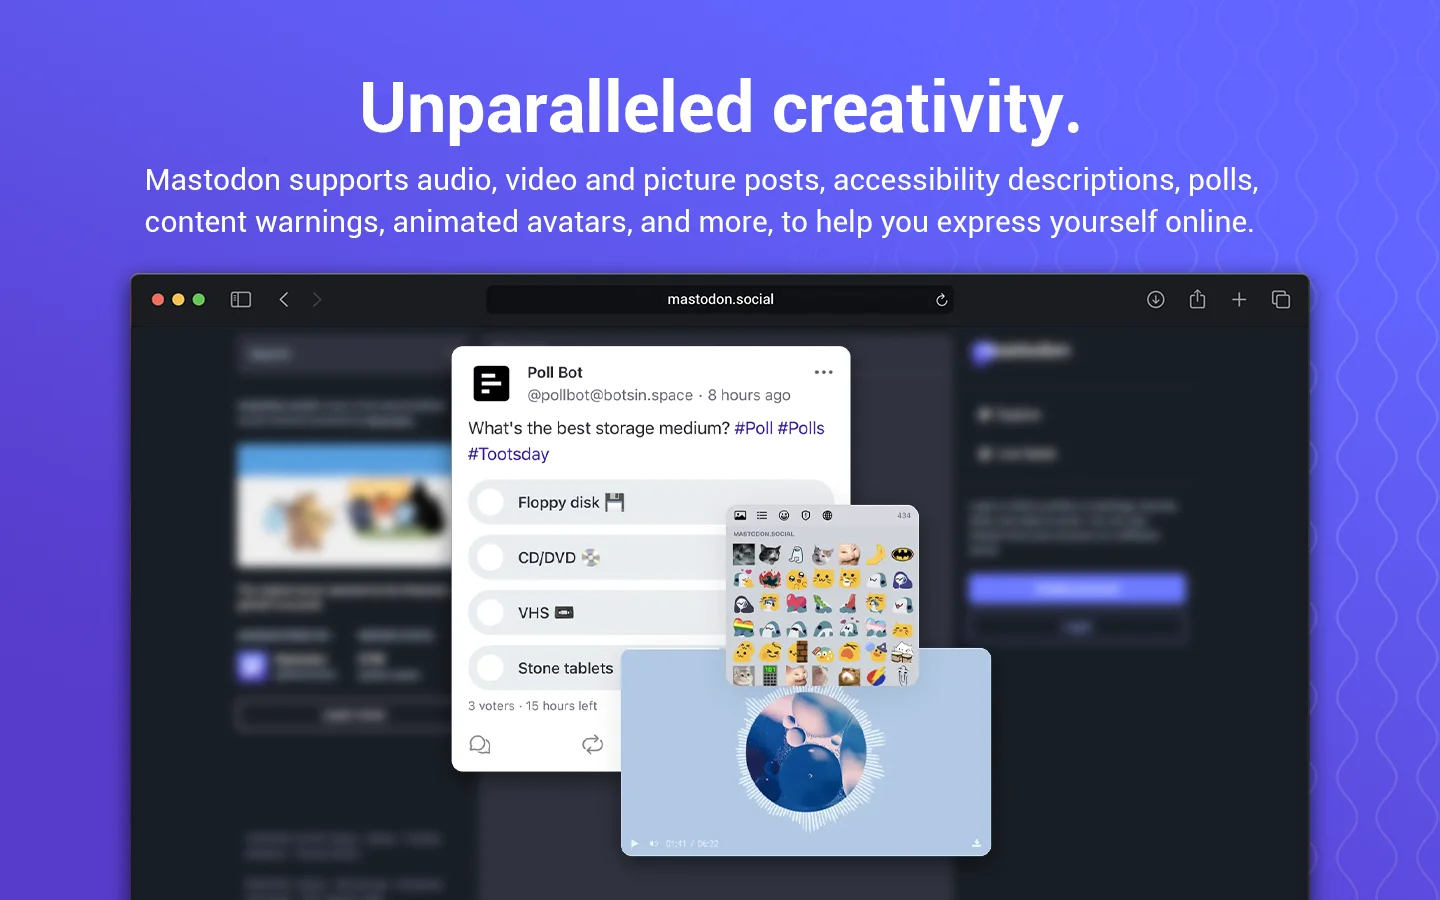 Unparalleled creativity.
Mastodon supports audio, video and picture posts, accessibility descriptions, polls,
content warnings, animated avatars, and more, to help you express yourself online.
mastodon.social
Poll Bot
@pollbot@botsin.space · 8 hours ago
What's the best storage medium? #Poll #Polls
#Tootsday
Floppy disk
CD/DVD
VHS
Stone tablets
3 voters · 15 hours left
434
MASTODON.SOCIAL
01:41 / 06:22